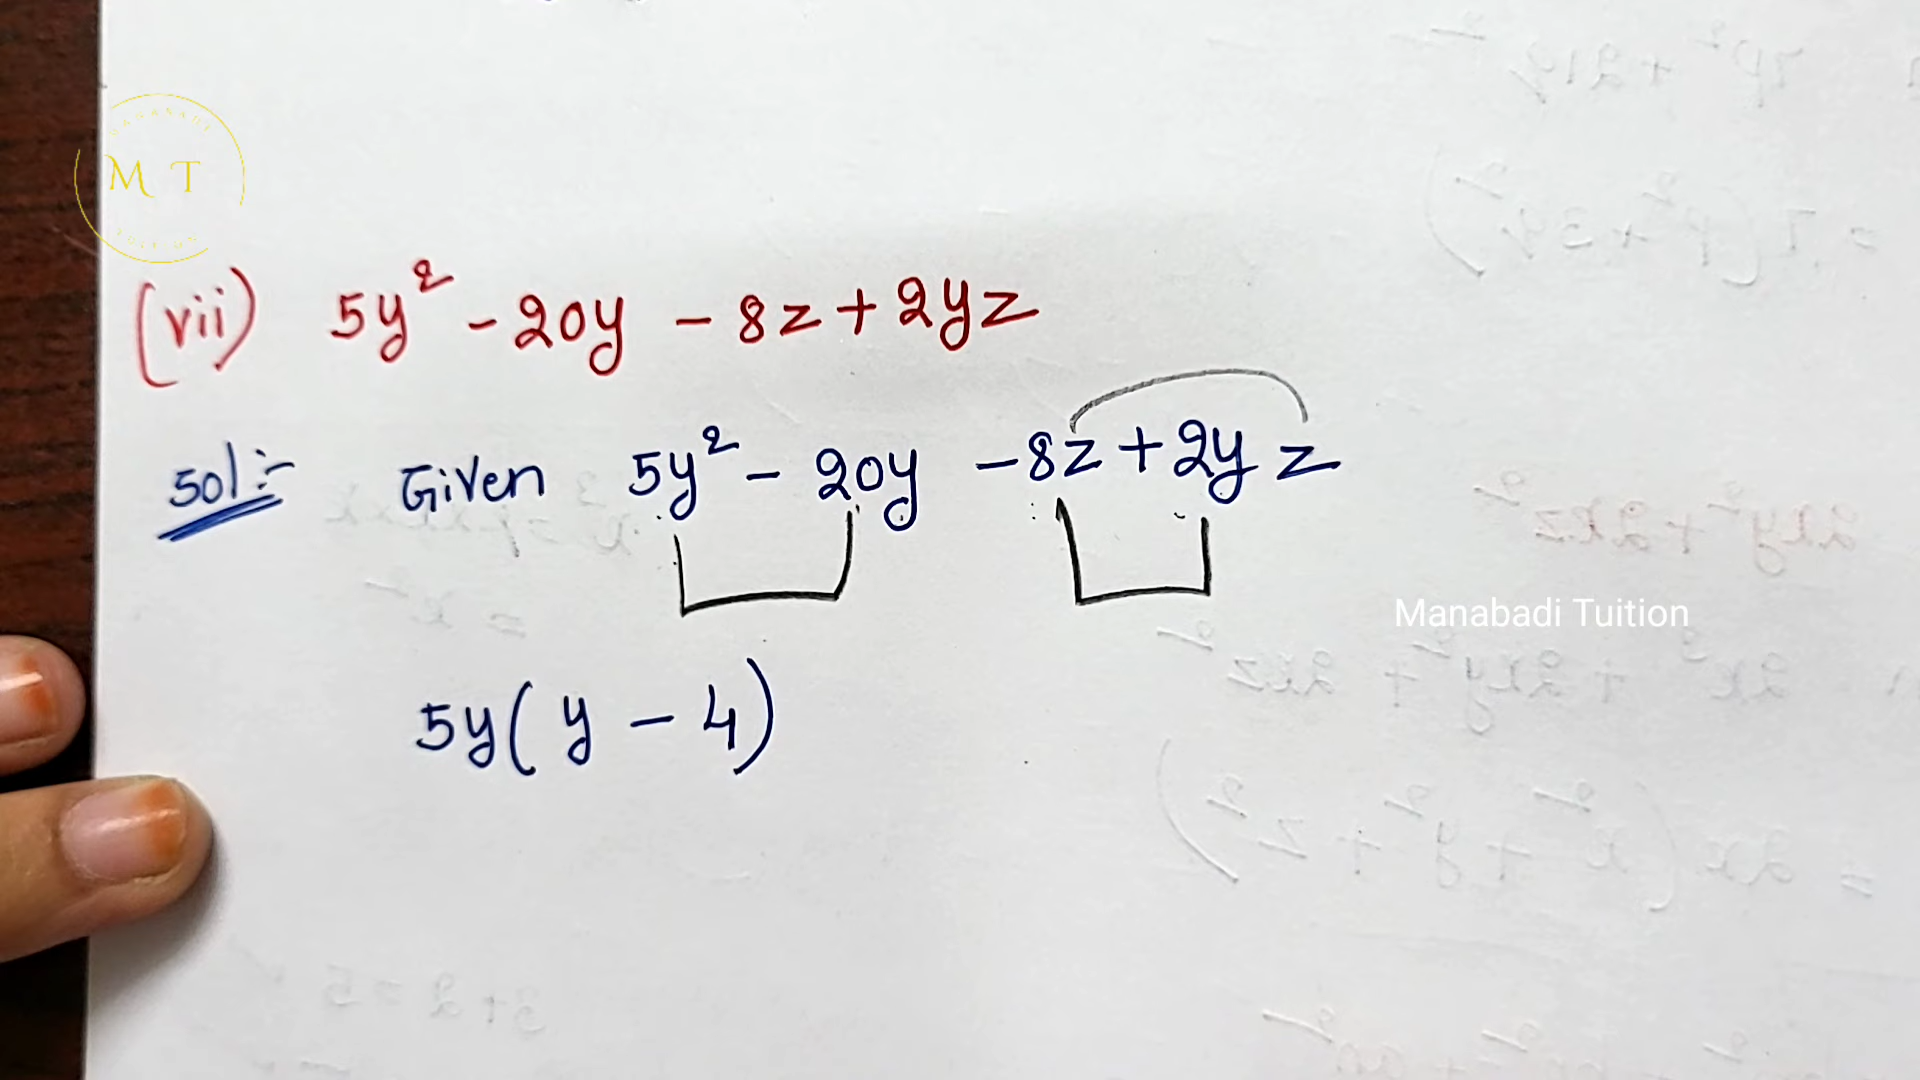 M T
(vii) 5y² - 20y - 8z + 2yz
Sol:- Given 5y² - 20y - 8z + 2yz
Manabadi Tuition
5y(y - 4)